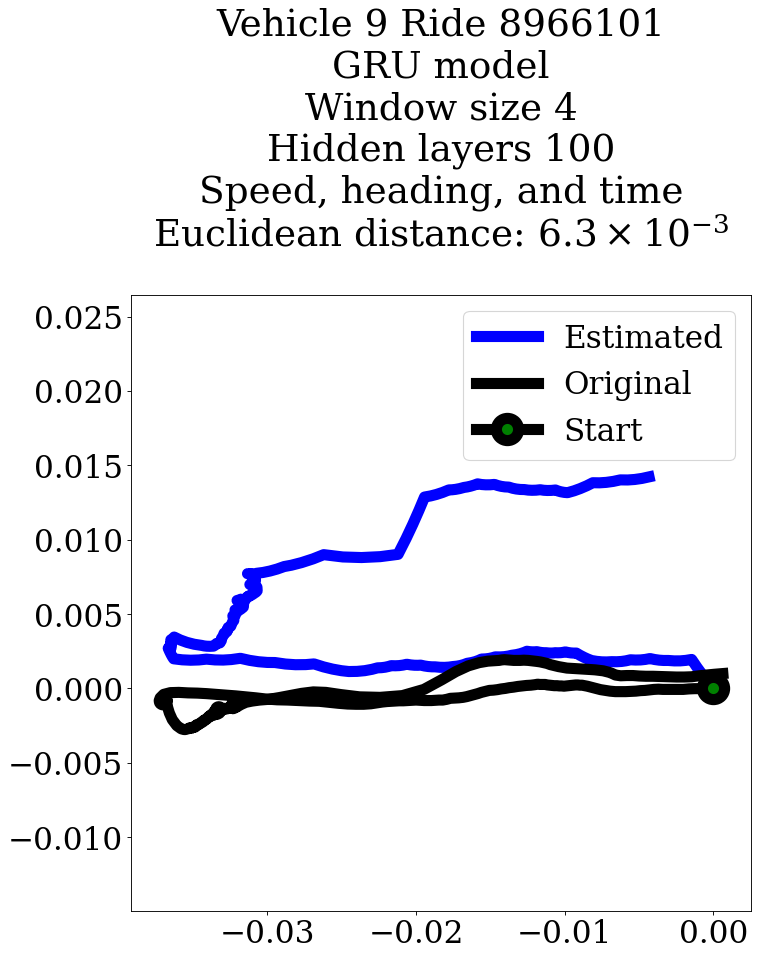 Vehicle 9 Ride 8966101
GRU model
Window size 4
Hidden layers 100
Speed, heading, and time
Euclidean distance: 6.3 × 10⁻³
Estimated
Original
Start
0.025
0.020
0.015
0.010
0.005
0.000
−0.005
−0.010
−0.03
−0.02
−0.01
0.00